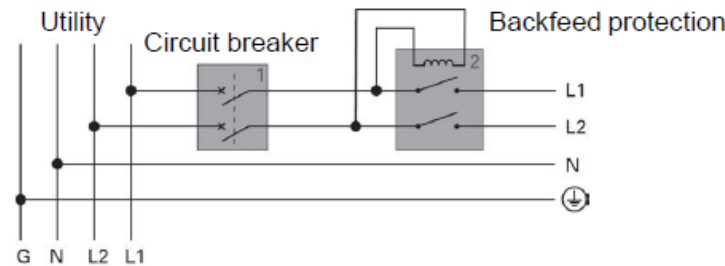 Utility
Circuit breaker
Backfeed protection
1
2
L1
L2
N
G N L2 L1